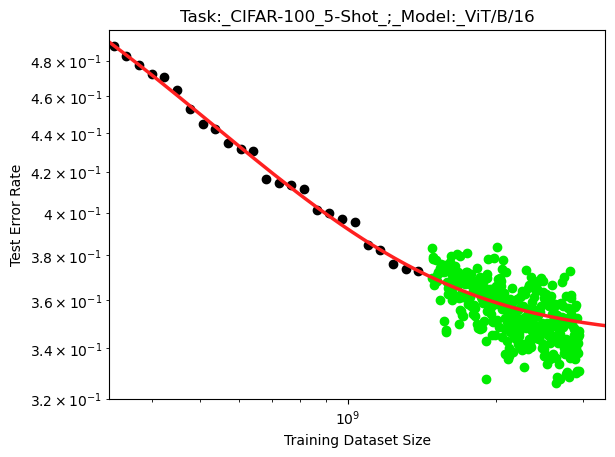 Task:_CIFAR-100_5-Shot_;_Model:_ViT/B/16
4.8 × 10⁻¹
4.6 × 10⁻¹
4.4 × 10⁻¹
4.2 × 10⁻¹
4 × 10⁻¹
3.8 × 10⁻¹
3.6 × 10⁻¹
3.4 × 10⁻¹
3.2 × 10⁻¹
Test Error Rate
10⁹
Training Dataset Size